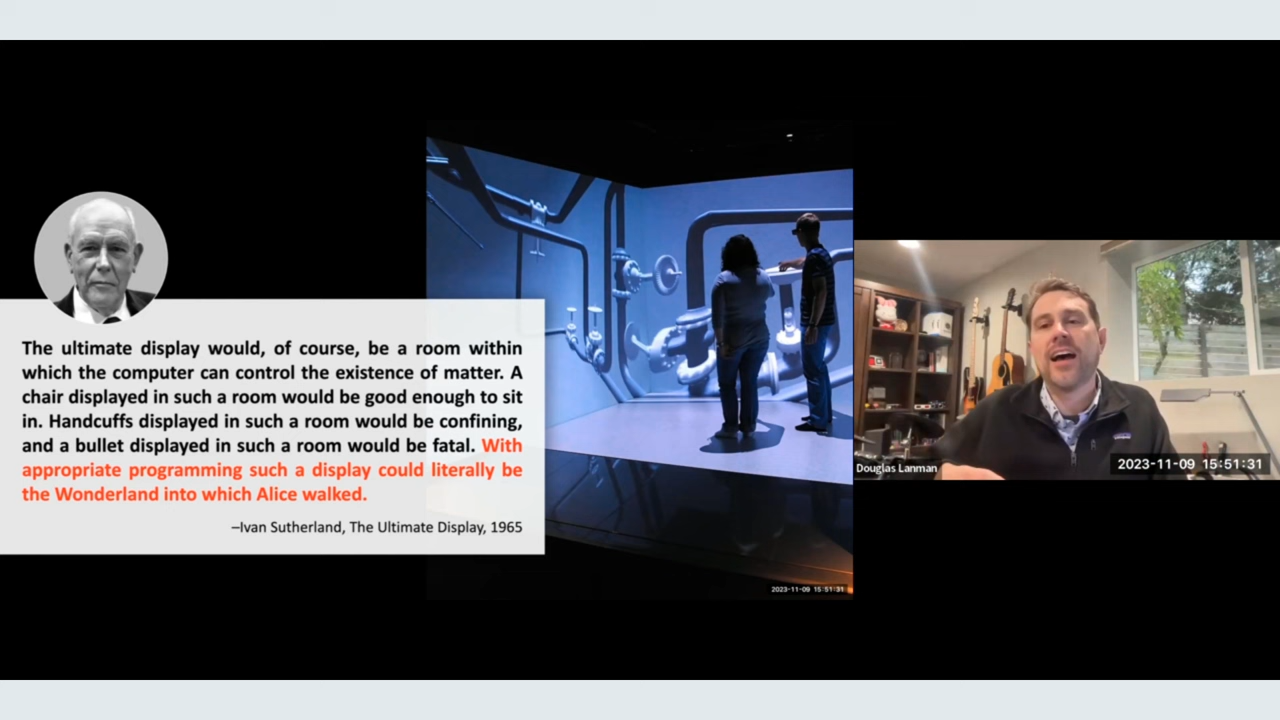 The ultimate display would, of course, be a room within
which the computer can control the existence of matter. A
chair displayed in such a room would be good enough to sit
in. Handcuffs displayed in such a room would be confining,
and a bullet displayed in such a room would be fatal. With
appropriate programming such a display could literally be
the Wonderland into which Alice walked.
–Ivan Sutherland, The Ultimate Display, 1965
2023-11-09 15:51:31
Douglas Lanman
2023-11-09 15:51:31